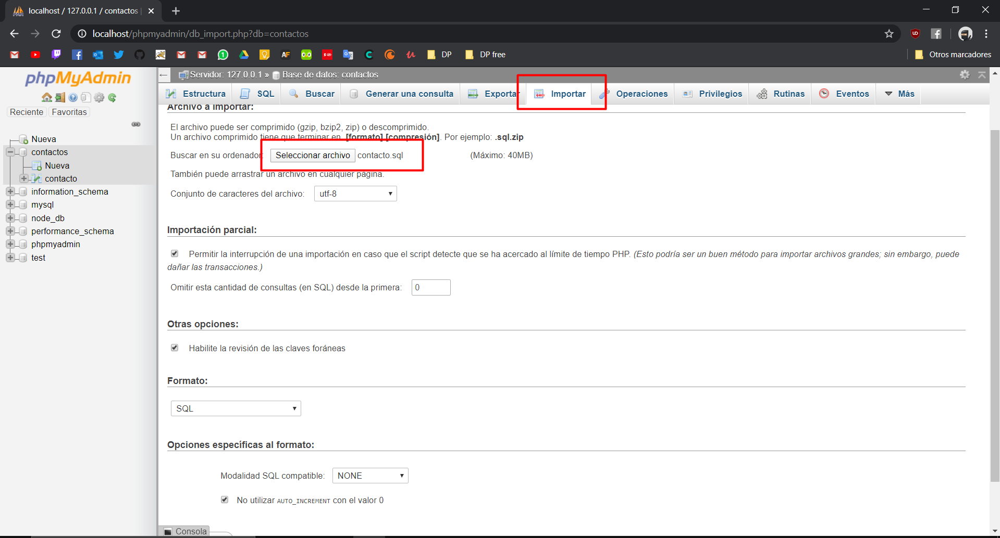 localhost / 127.0.0.1 / contactos |
localhost/phpmyadmin/db_import.php?db=contactos
DP
DP free
Otros marcadores
phpMyAdmin
Reciente
Favoritas
Nueva
contactos
Nueva
contacto
information_schema
mysql
node_db
performance_schema
phpmyadmin
test
Servidor: 127.0.0.1 » Base de datos: contactos
Estructura
SQL
Buscar
Generar una consulta
Exportar
Importar
Operaciones
Privilegios
Rutinas
Eventos
Más
Archivo a importar:
El archivo puede ser comprimido (gzip, bzip2, zip) o descomprimido.
Un archivo comprimido tiene que terminar en .[formato].[compresión]. Por ejemplo: .sql.zip
Buscar en su ordenador: Seleccionar archivo contacto.sql (Máximo: 40MB)
También puede arrastrar un archivo en cualquier página.
Conjunto de caracteres del archivo: utf-8
Importación parcial:
Permitir la interrupción de una importación en caso que el script detecte que se ha acercado al límite de tiempo PHP. (Esto podría ser un buen método para importar archivos grandes; sin embargo, puede
dañar las transacciones.)
Omitir esta cantidad de consultas (en SQL) desde la primera: 0
Otras opciones:
Habilite la revisión de las claves foráneas
Formato:
SQL
Opciones específicas al formato:
Modalidad SQL compatible: NONE
No utilizar AUTO_INCREMENT con el valor 0
Consola